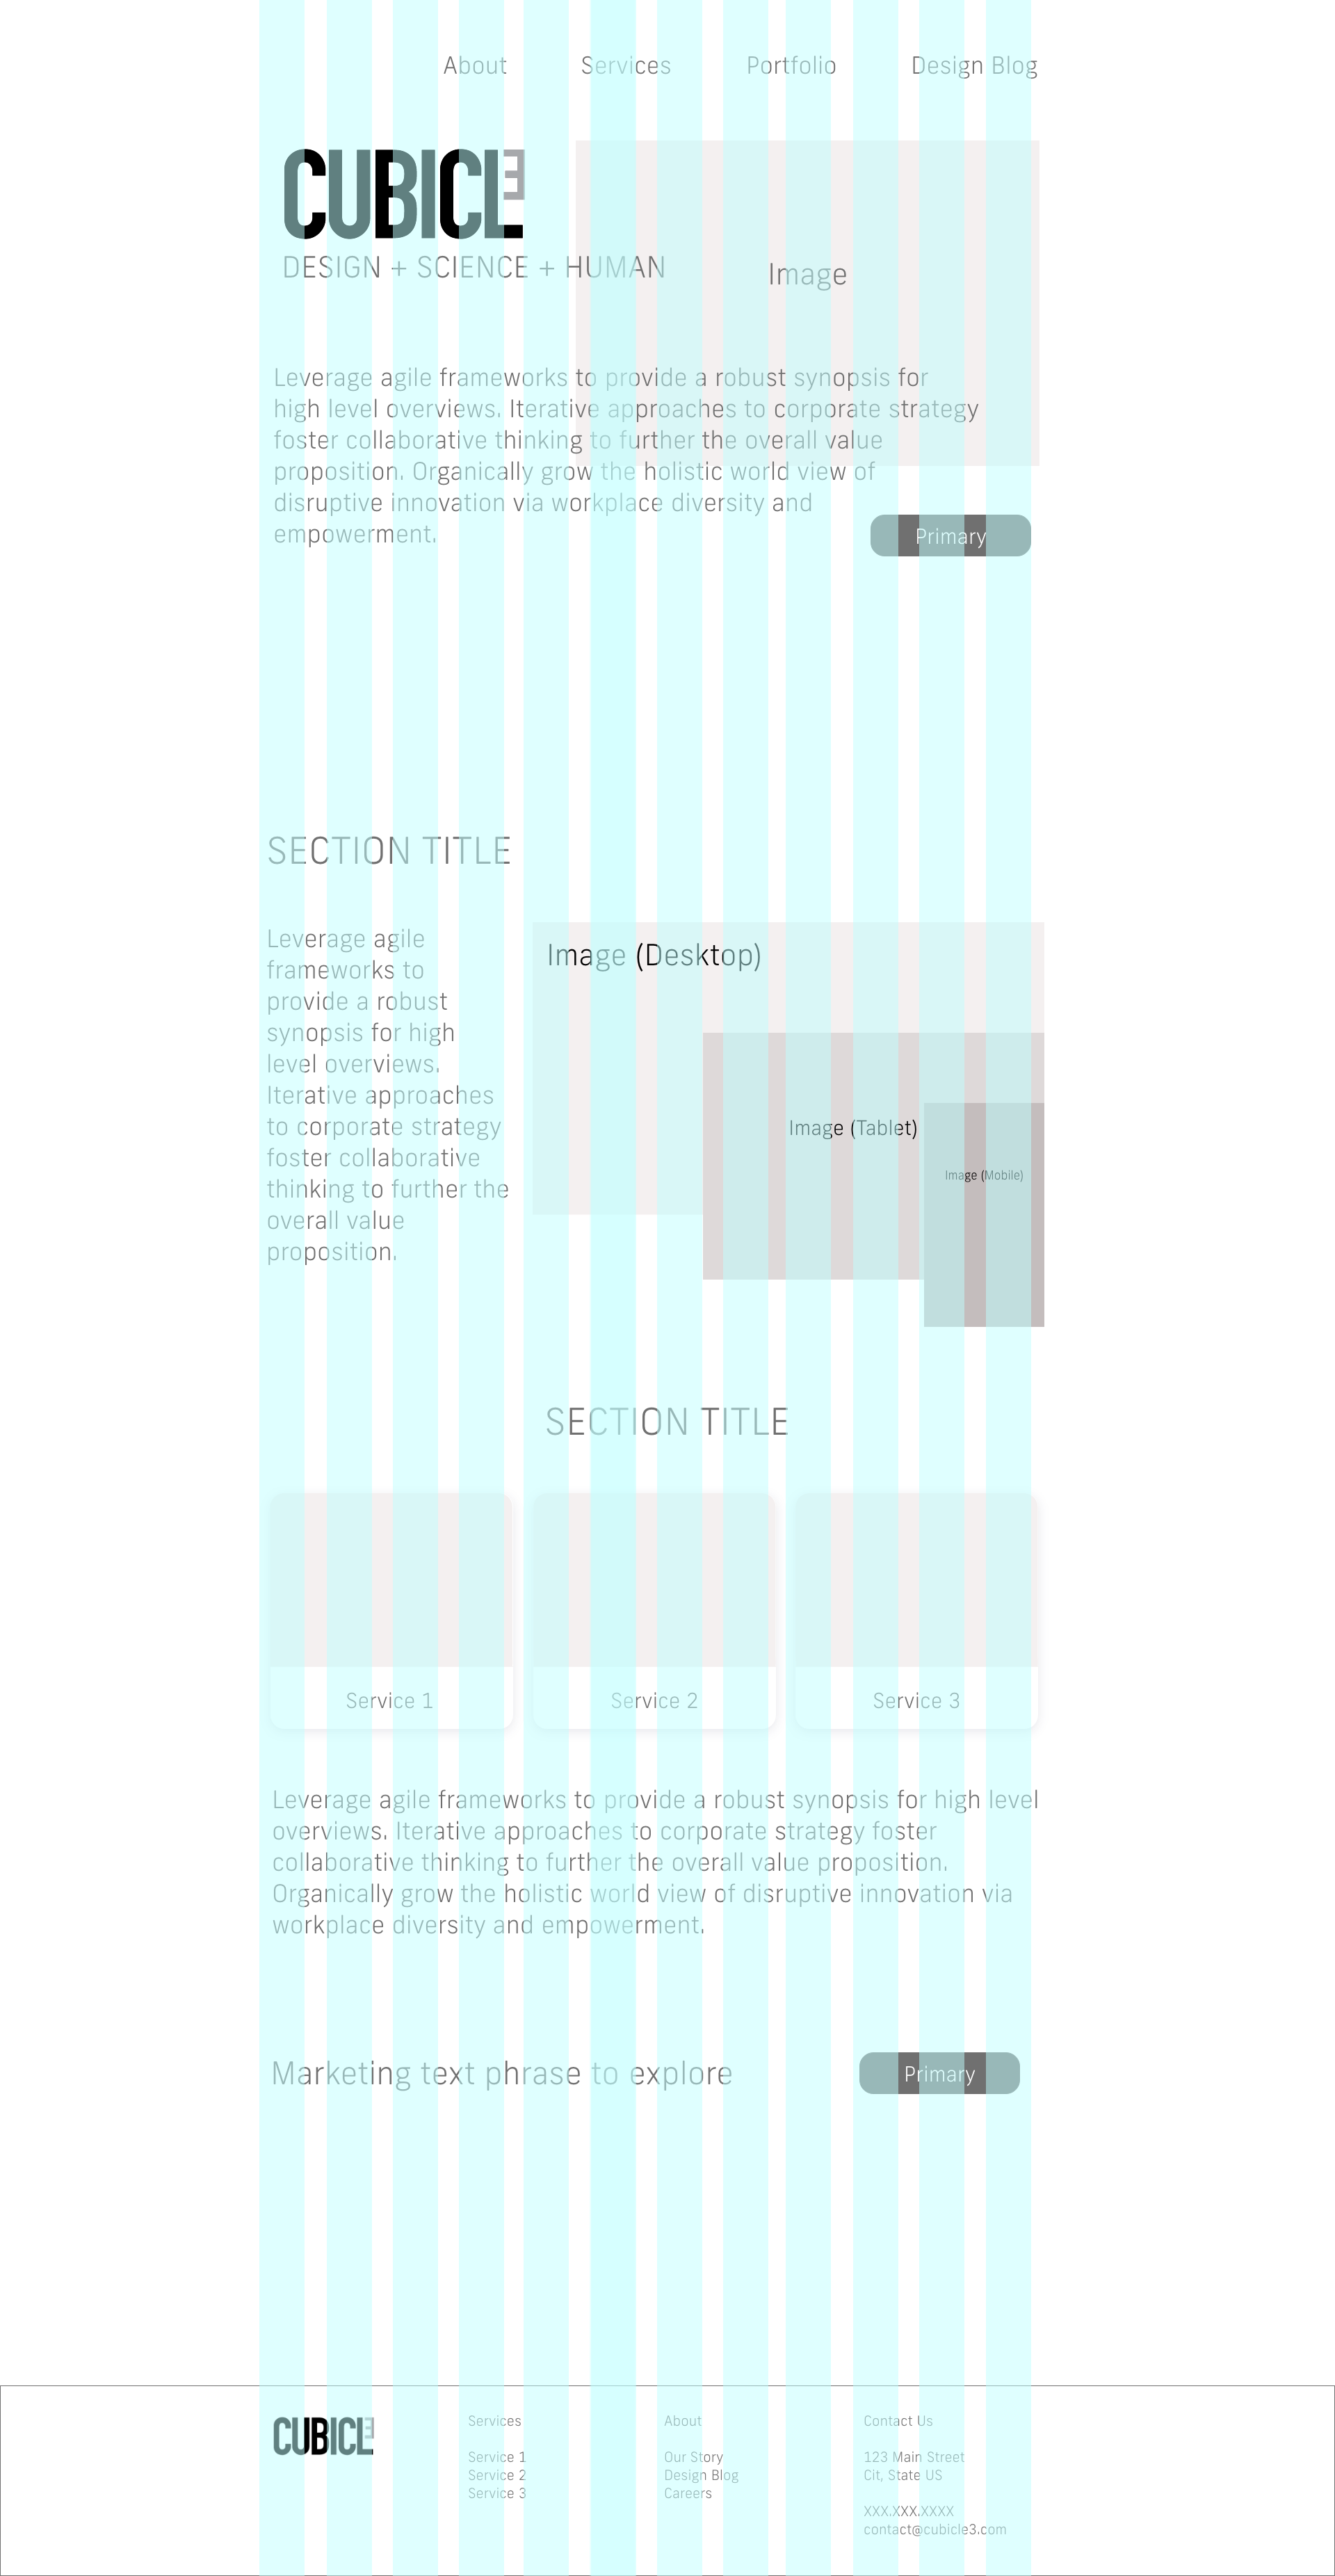 About Services Portfolio Design Blog
CUBICL3
DESIGN + SCIENCE + HUMAN
Image
Leverage agile frameworks to provide a robust synopsis for
high level overviews. Iterative approaches to corporate strategy
foster collaborative thinking to further the overall value
proposition. Organically grow the holistic world view of
disruptive innovation via workplace diversity and
empowerment.
Primary
SECTION TITLE
Leverage agile
frameworks to
provide a robust
synopsis for high
level overviews.
Iterative approaches
to corporate strategy
foster collaborative
thinking to further the
overall value
proposition.
Image (Desktop)
Image (Tablet)
Image (Mobile)
SECTION TITLE
Service 1
Service 2
Service 3
Leverage agile frameworks to provide a robust synopsis for high level
overviews. Iterative approaches to corporate strategy foster
collaborative thinking to further the overall value proposition.
Organically grow the holistic world view of disruptive innovation via
workplace diversity and empowerment.
Marketing text phrase to explore
Primary
CUBICL3
Services
Service 1
Service 2
Service 3
About
Our Story
Design Blog
Careers
Contact Us
123 Main Street
Cit, State US
XXX.XXX.XXXX
contact@cubicle3.com